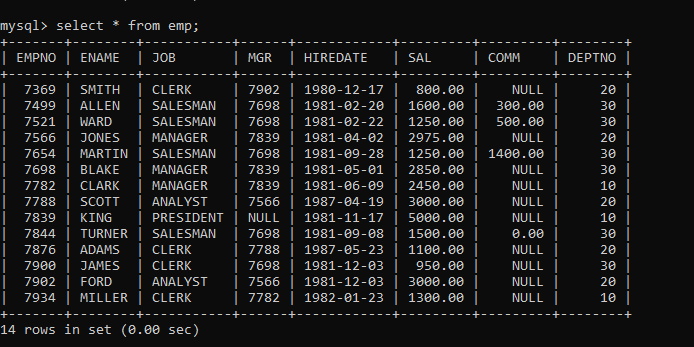 mysql> select * from emp;
+-------+--------+-----------+------+------------+---------+---------+--------+
| EMPNO | ENAME | JOB | MGR | HIREDATE | SAL | COMM | DEPTNO |
+-------+--------+-----------+------+------------+---------+---------+--------+
| 7369 | SMITH | CLERK | 7902 | 1980-12-17 | 800.00 | NULL | 20 |
| 7499 | ALLEN | SALESMAN | 7698 | 1981-02-20 | 1600.00 | 300.00 | 30 |
| 7521 | WARD | SALESMAN | 7698 | 1981-02-22 | 1250.00 | 500.00 | 30 |
| 7566 | JONES | MANAGER | 7839 | 1981-04-02 | 2975.00 | NULL | 20 |
| 7654 | MARTIN | SALESMAN | 7698 | 1981-09-28 | 1250.00 | 1400.00 | 30 |
| 7698 | BLAKE | MANAGER | 7839 | 1981-05-01 | 2850.00 | NULL | 30 |
| 7782 | CLARK | MANAGER | 7839 | 1981-06-09 | 2450.00 | NULL | 10 |
| 7788 | SCOTT | ANALYST | 7566 | 1987-04-19 | 3000.00 | NULL | 20 |
| 7839 | KING | PRESIDENT | NULL | 1981-11-17 | 5000.00 | NULL | 10 |
| 7844 | TURNER | SALESMAN | 7698 | 1981-09-08 | 1500.00 | 0.00 | 30 |
| 7876 | ADAMS | CLERK | 7788 | 1987-05-23 | 1100.00 | NULL | 20 |
| 7900 | JAMES | CLERK | 7698 | 1981-12-03 | 950.00 | NULL | 30 |
| 7902 | FORD | ANALYST | 7566 | 1981-12-03 | 3000.00 | NULL | 20 |
| 7934 | MILLER | CLERK | 7782 | 1982-01-23 | 1300.00 | NULL | 10 |
+-------+--------+-----------+------+------------+---------+---------+--------+
14 rows in set (0.00 sec)